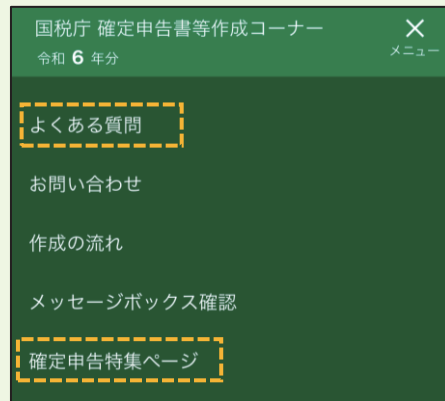 国税庁 確定申告書等作成コーナー
令和 6 年分
メニュー
よくある質問
お問い合わせ
作成の流れ
メッセージボックス確認
確定申告特集ページ